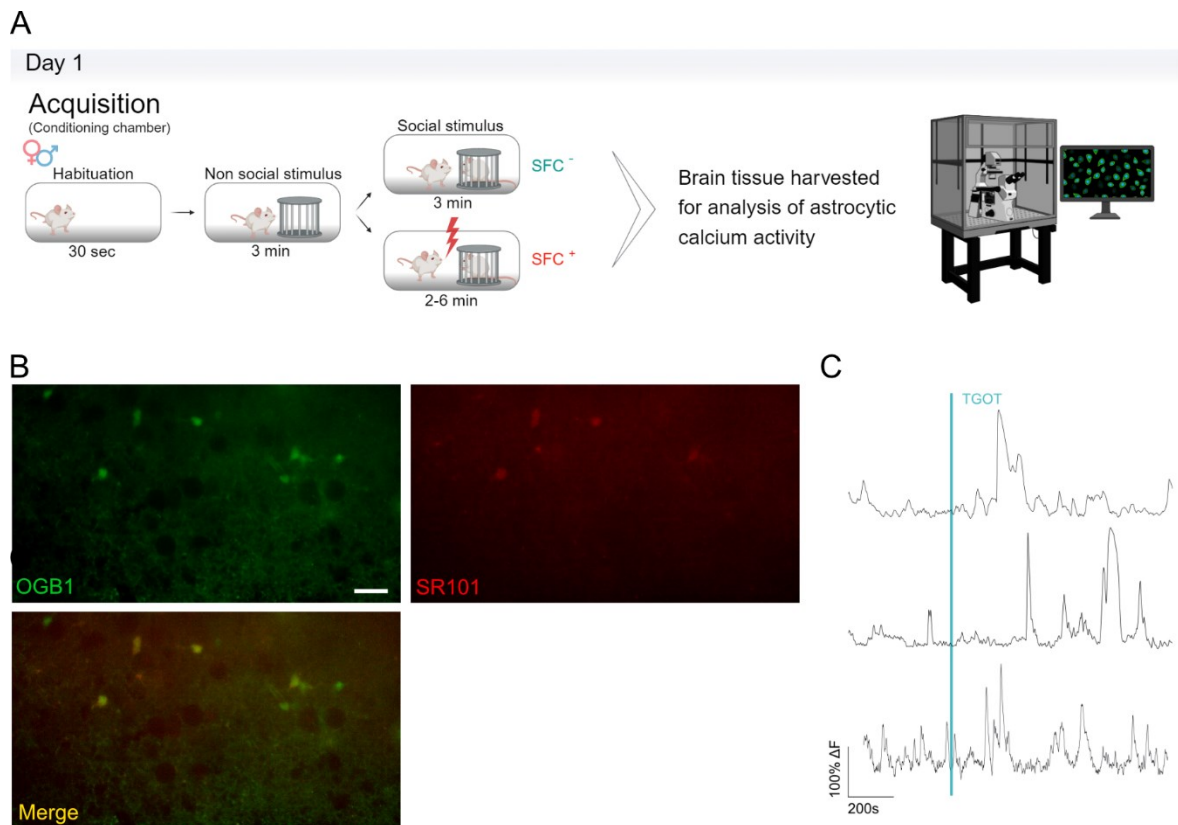 A
Day 1
Acquisition
(Conditioning chamber)
Habituation
30 sec
Non social stimulus
3 min
Social stimulus
SFC -
3 min
SFC +
2-6 min
Brain tissue harvested
for analysis of astrocytic
calcium activity
B
OGB1
SR101
Merge
C
TGOT
100% ΔF
200s